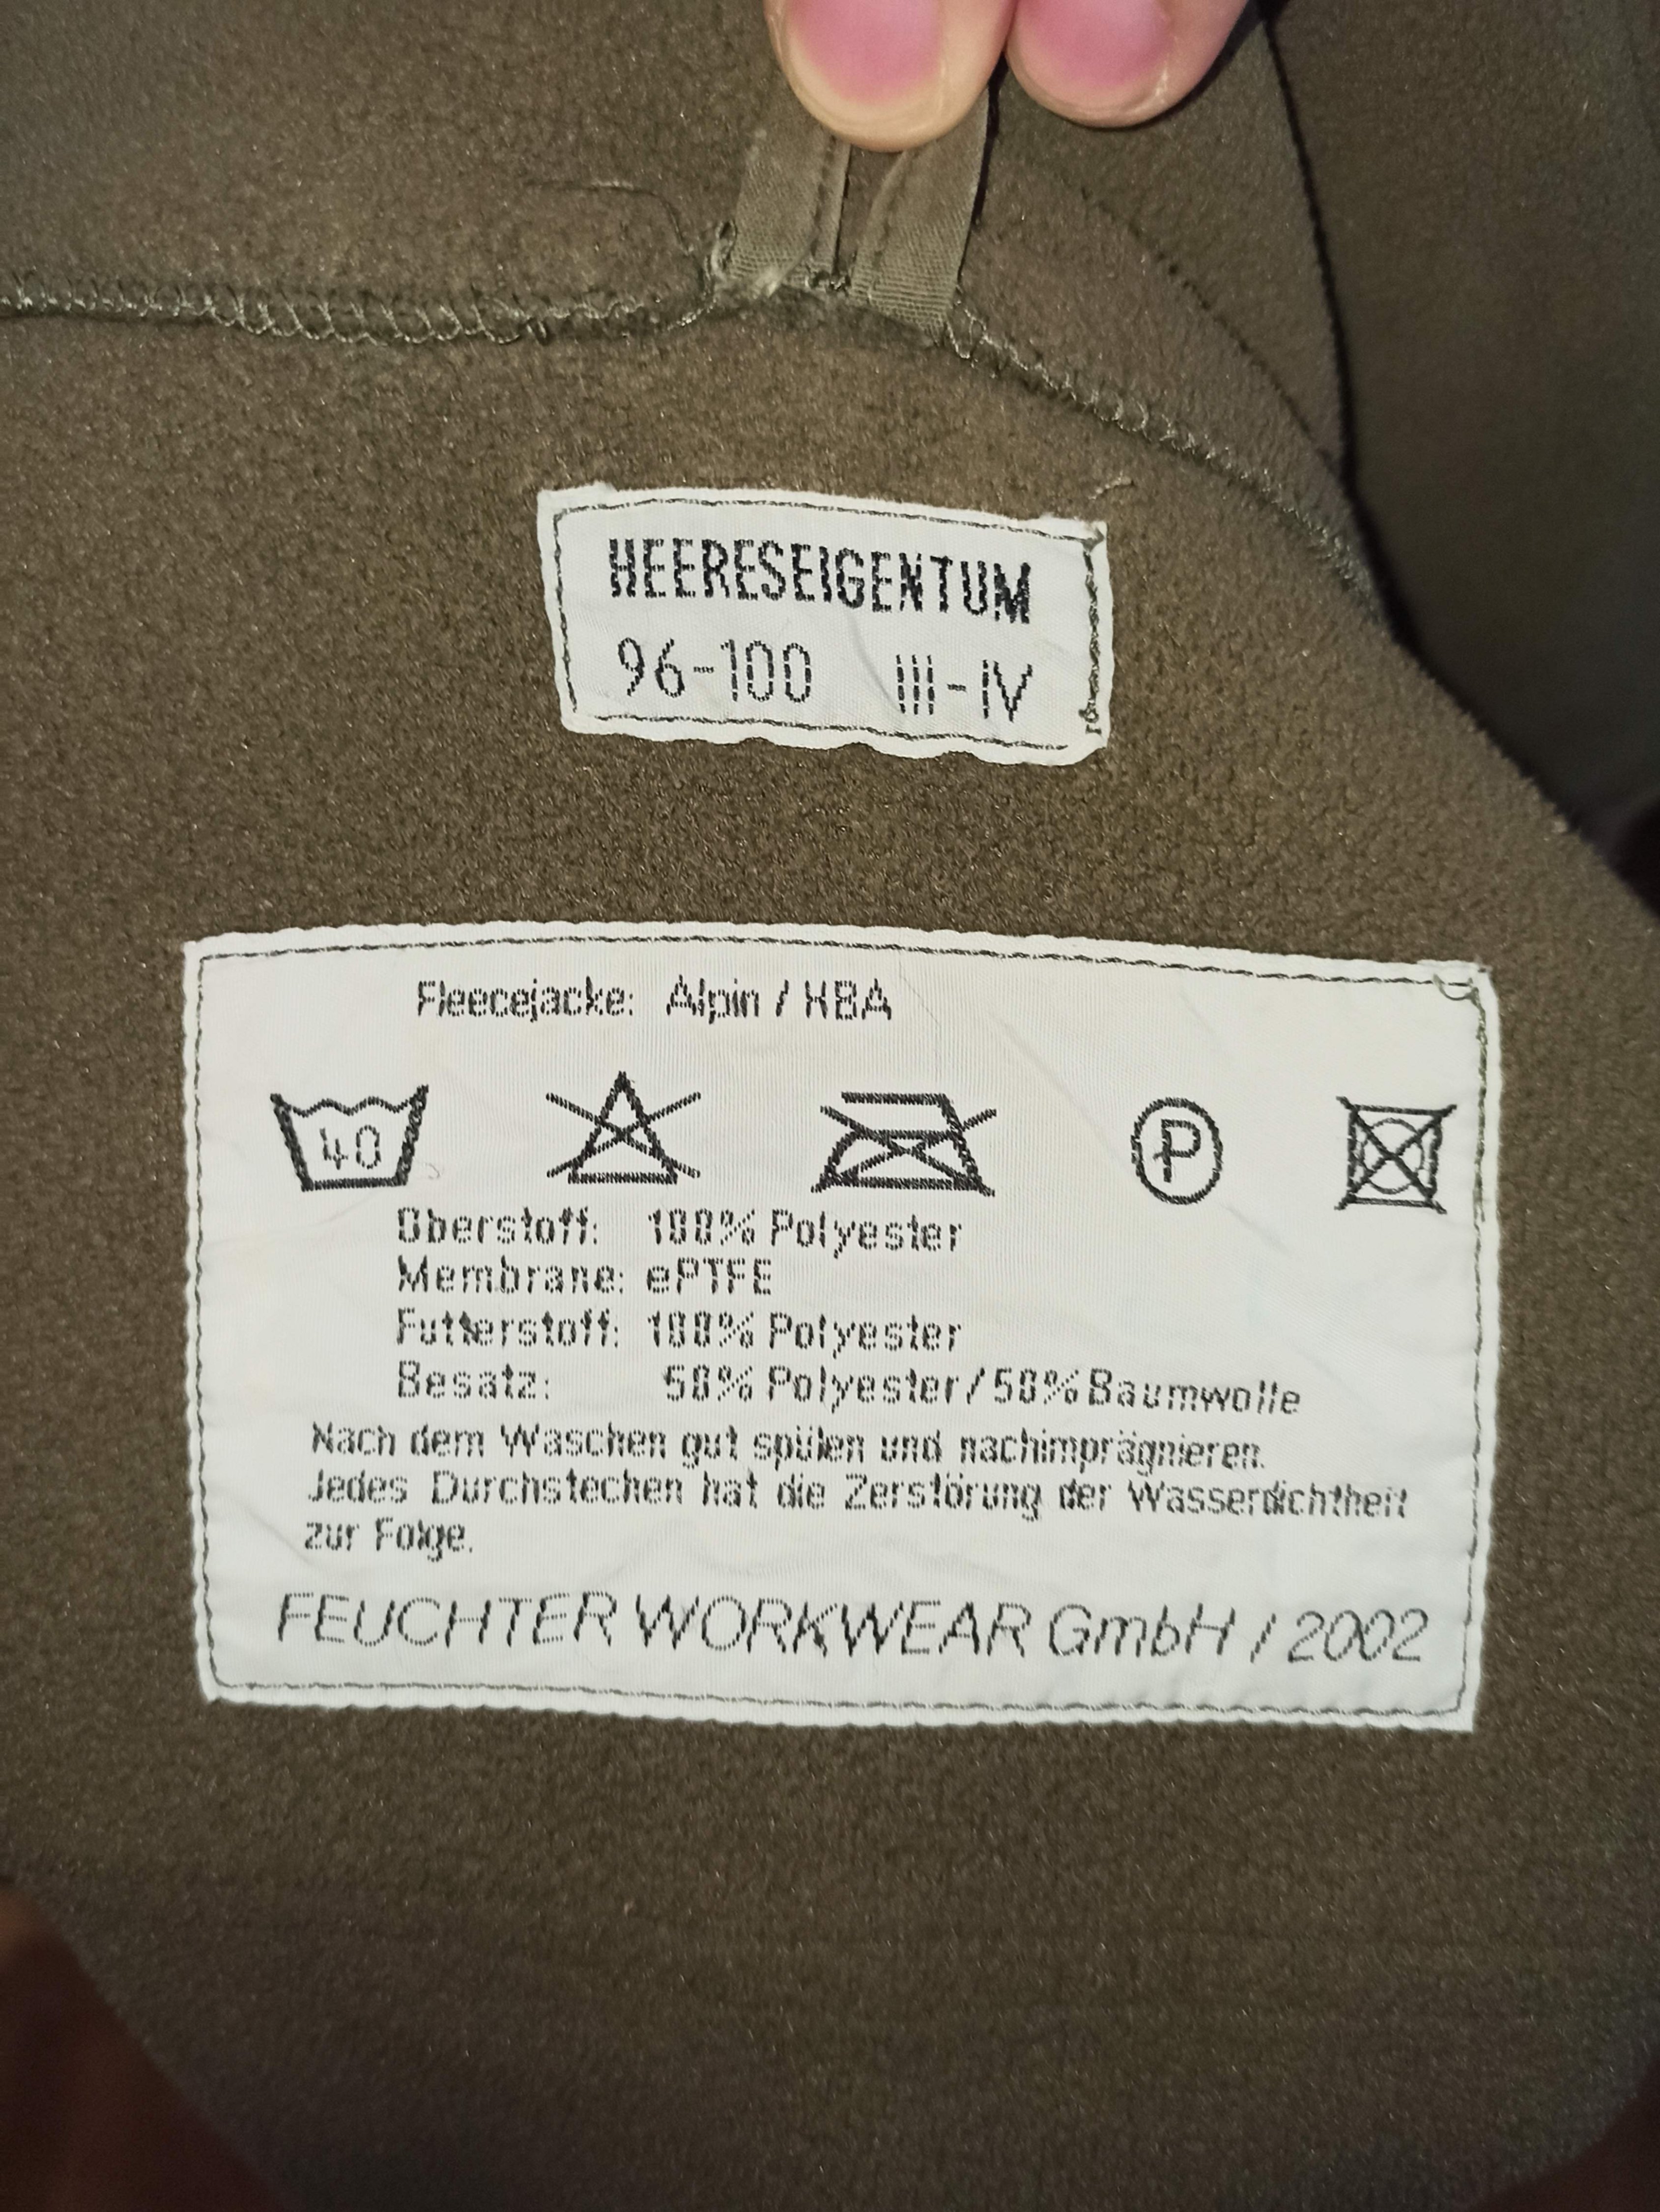 HEERESEIGENTUM
96-100 III-IV
Fleecejacke: Alpin / KBA
40 P
Oberstoff: 100% Polyester
Membrane: ePTFE
Futterstoff: 100% Polyester
Besatz: 50% Polyester / 50% Baumwolle
Nach dem Waschen gut spülen und nachimprägnieren.
Jedes Durchstechen hat die Zerstörung der Wasserdichtheit
zur Folge.
FEUCHTER WORKWEAR GmbH / 2002